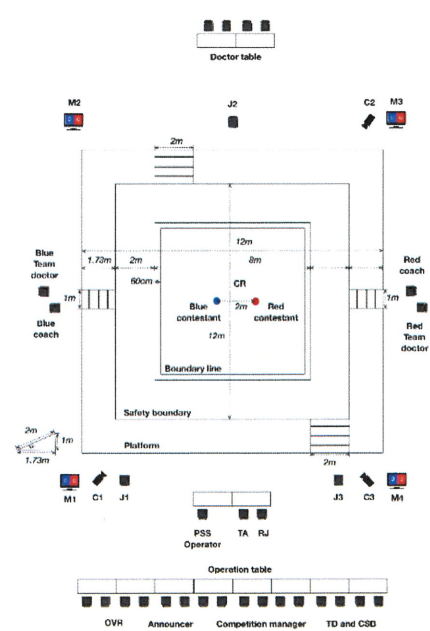 Doctor table
M2
J2
C2
M3
2m
12m
1.73m
2m
8m
60cm
Blue
Team
doctor
1m
Blue
coach
CR
Blue
contestant
2m
Red
contestant
12m
Red
coach
1m
Red
Team
doctor
Boundary line
Safety boundary
Platform
2m
1m
1.73m
2m
M1
C1
J1
J3
C3
M4
PSS
Operator
TA
RJ
Operation table
OVR
Announcer
Competition manager
TD and CSB